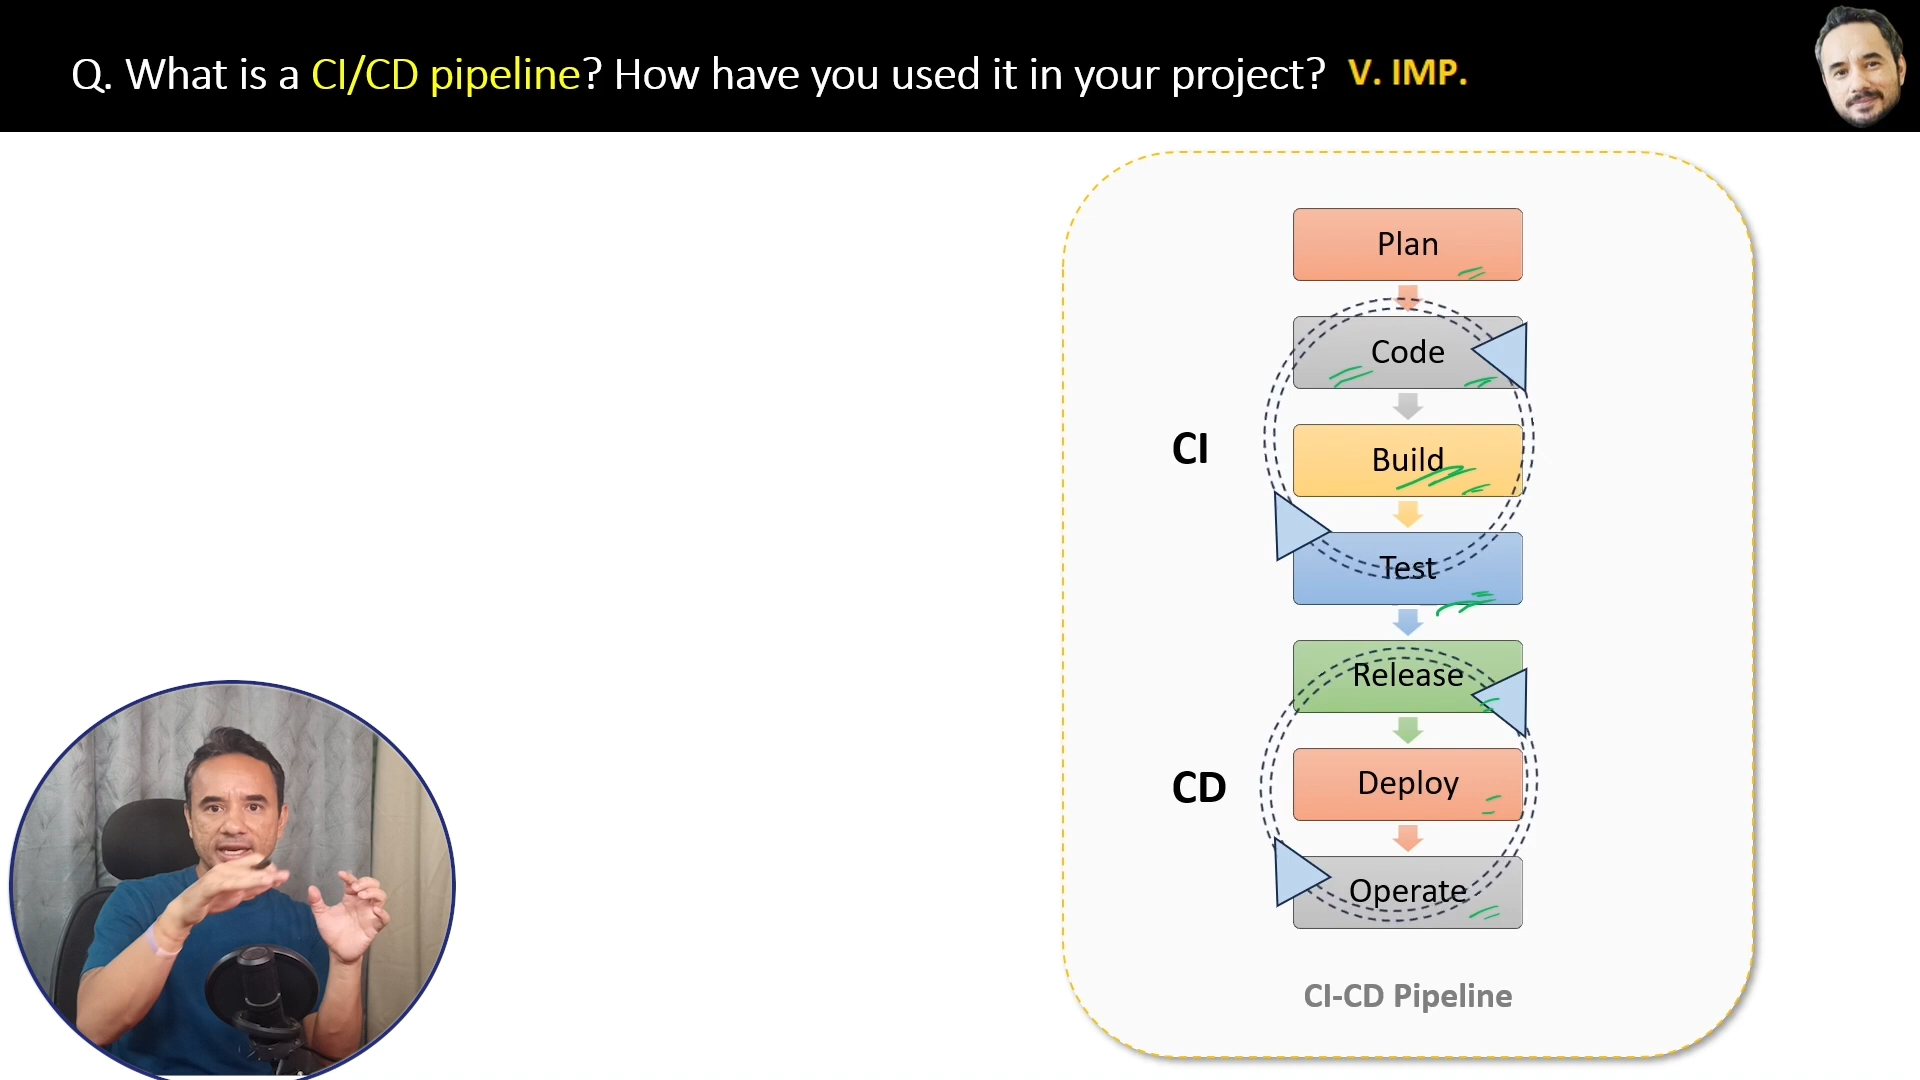 Q. What is a CI/CD pipeline? How have you used it in your project? V. IMP.
Plan
Code
CI
Build
Test
Release
CD
Deploy
Operate
CI-CD Pipeline